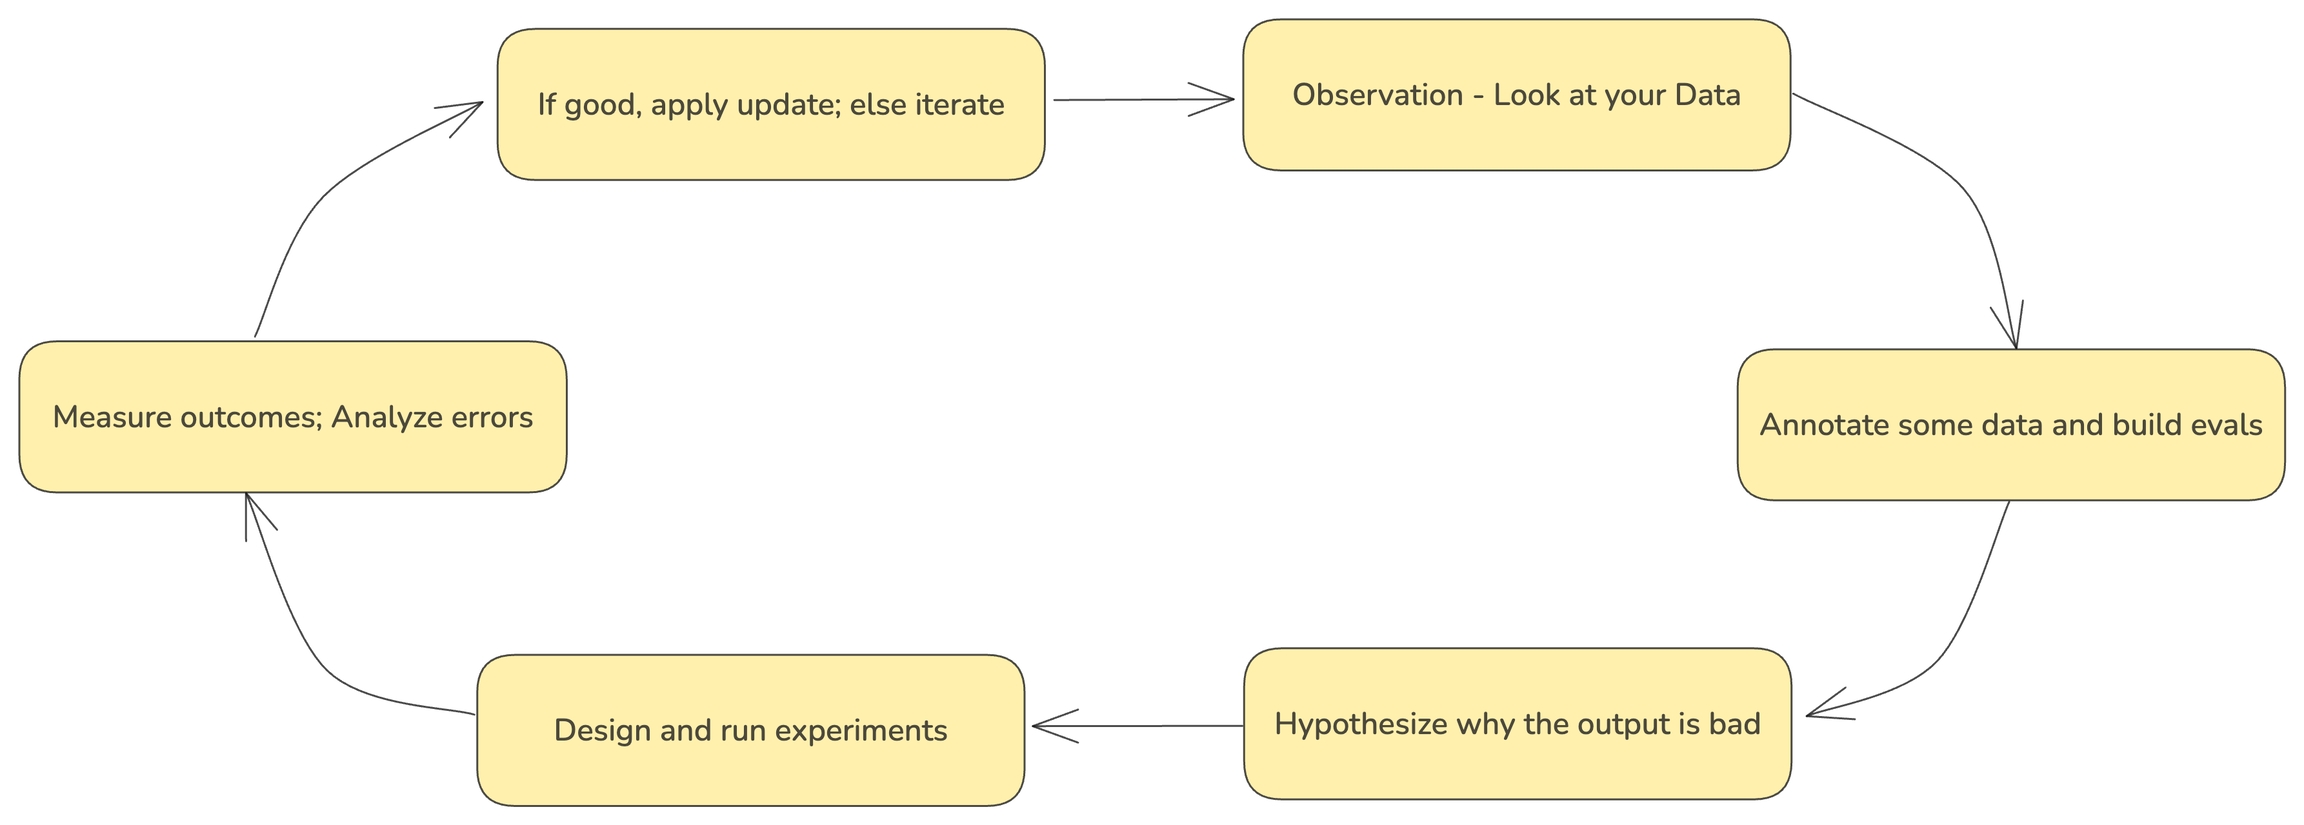 If good, apply update; else iterate
Observation - Look at your Data
Measure outcomes; Analyze errors
Annotate some data and build evals
Design and run experiments
Hypothesize why the output is bad